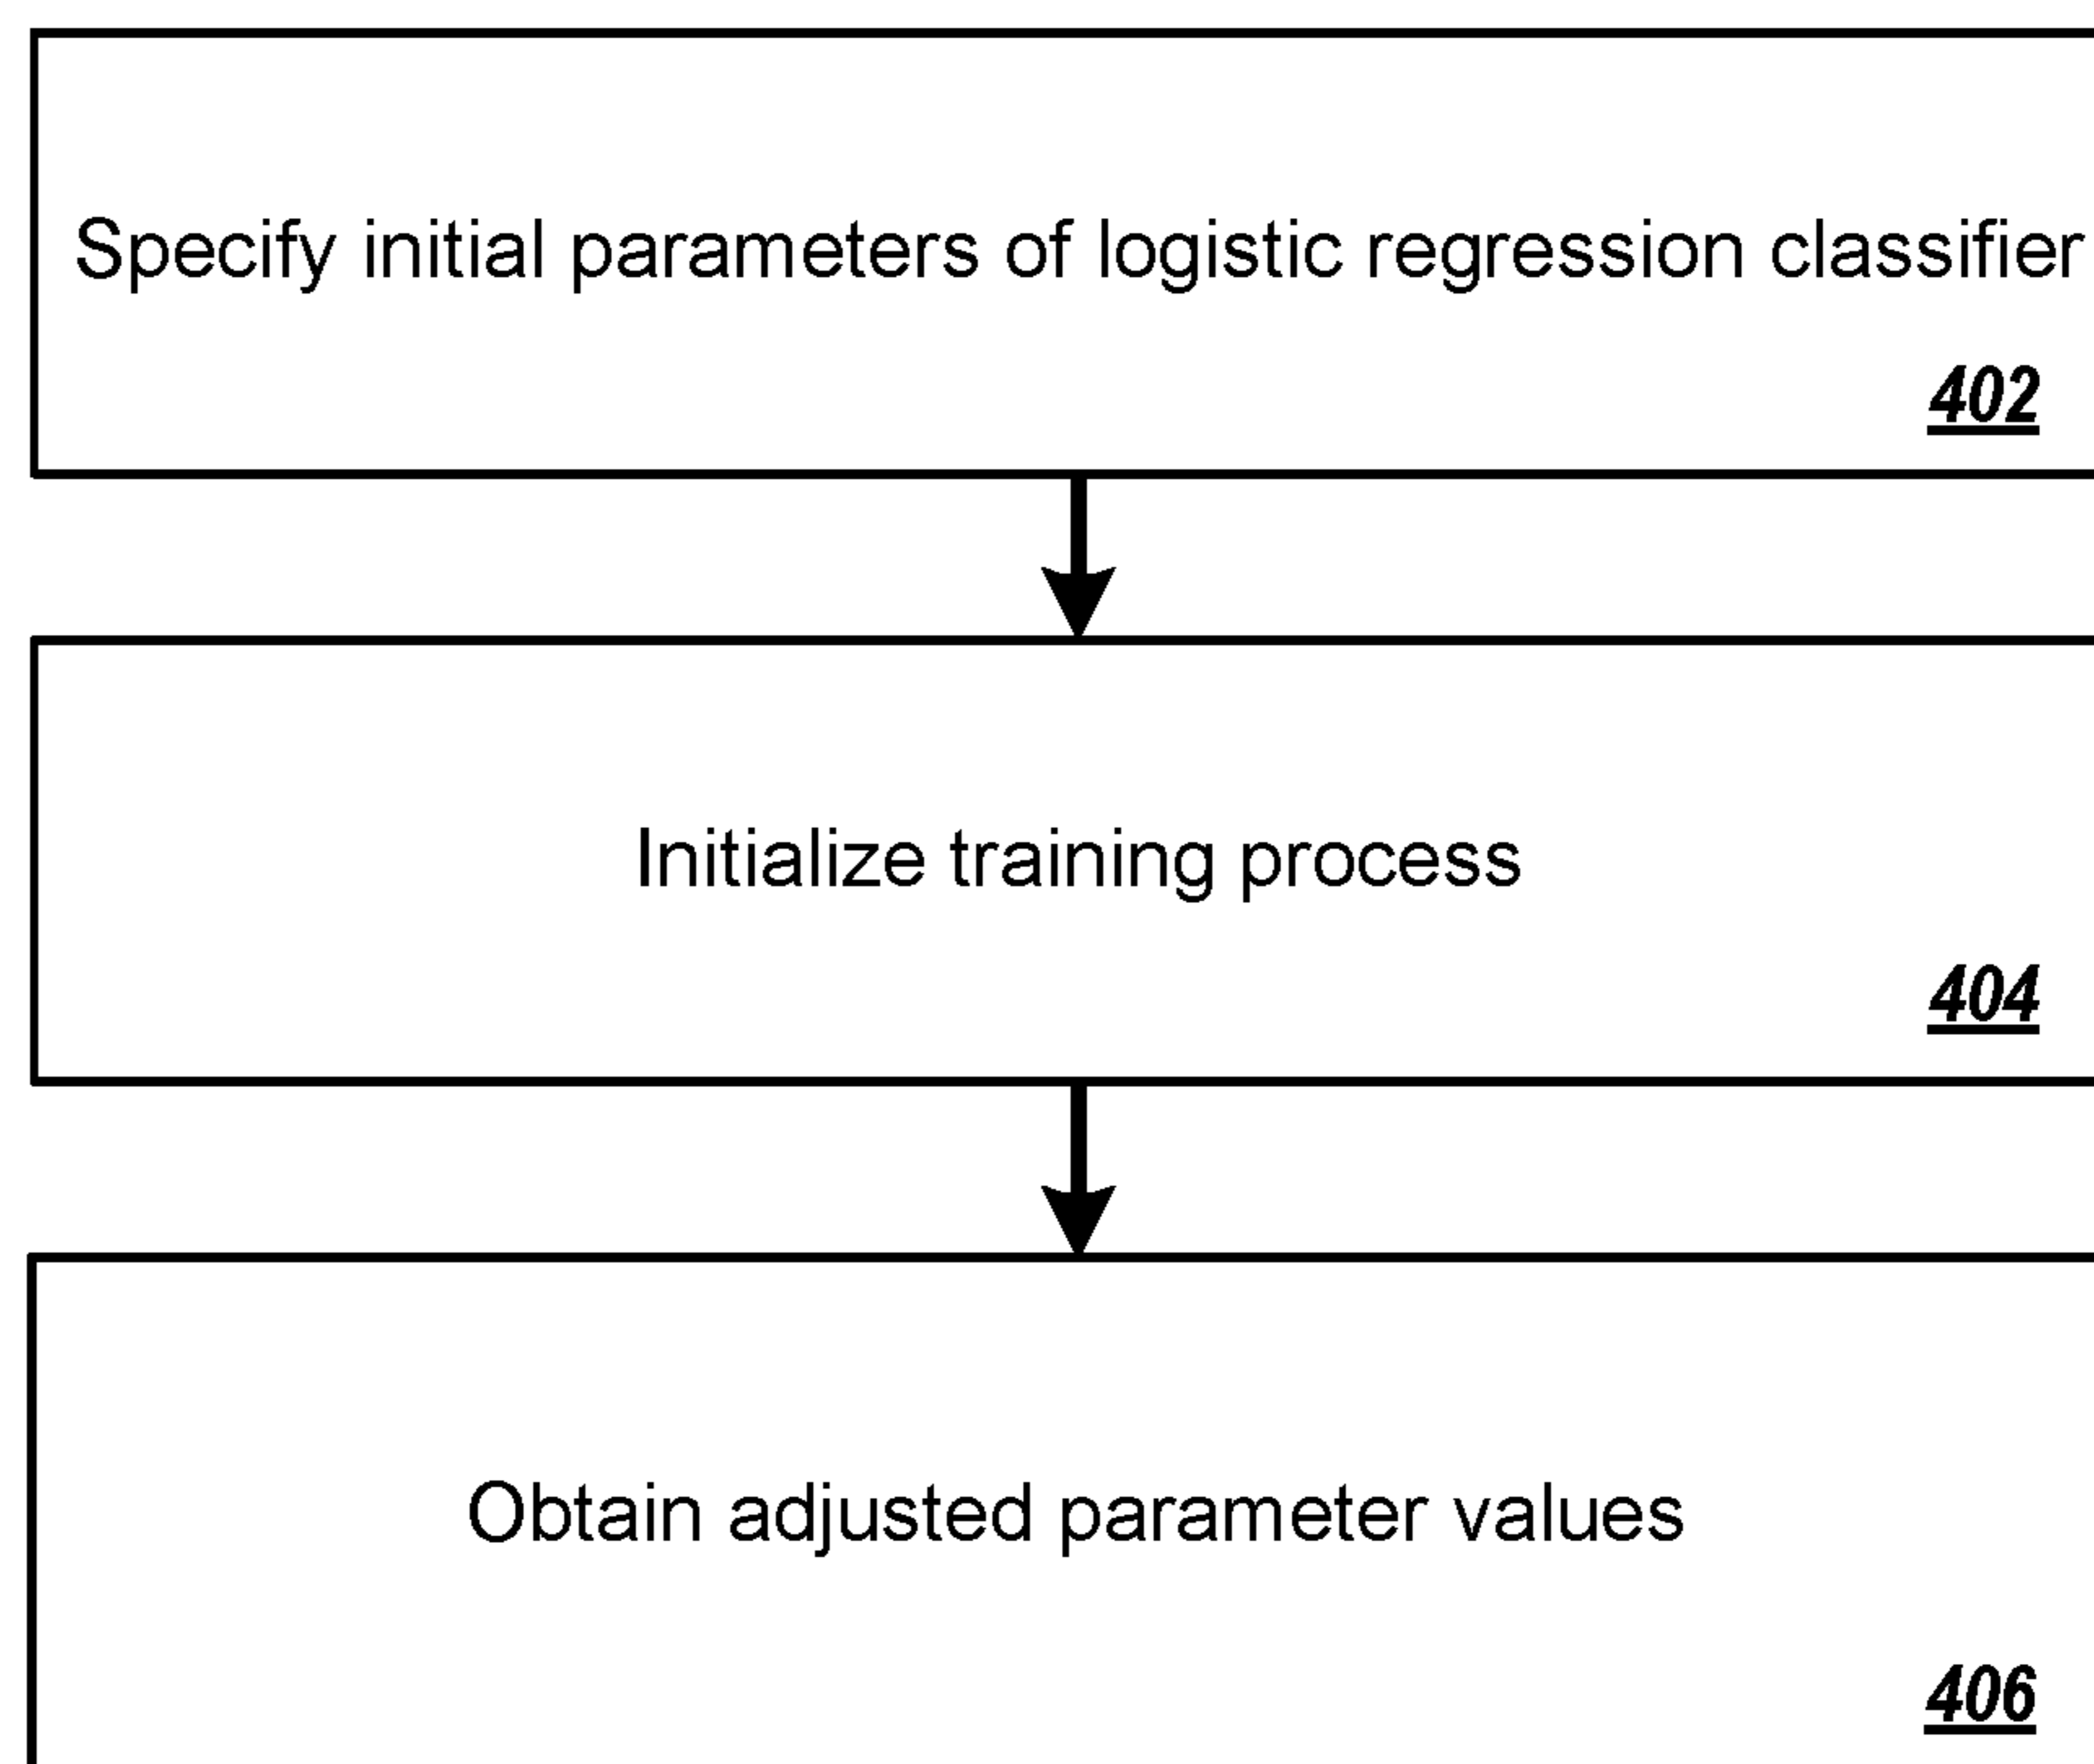 Specify initial parameters of logistic regression classifier
402
Initialize training process
404
Obtain adjusted parameter values
406